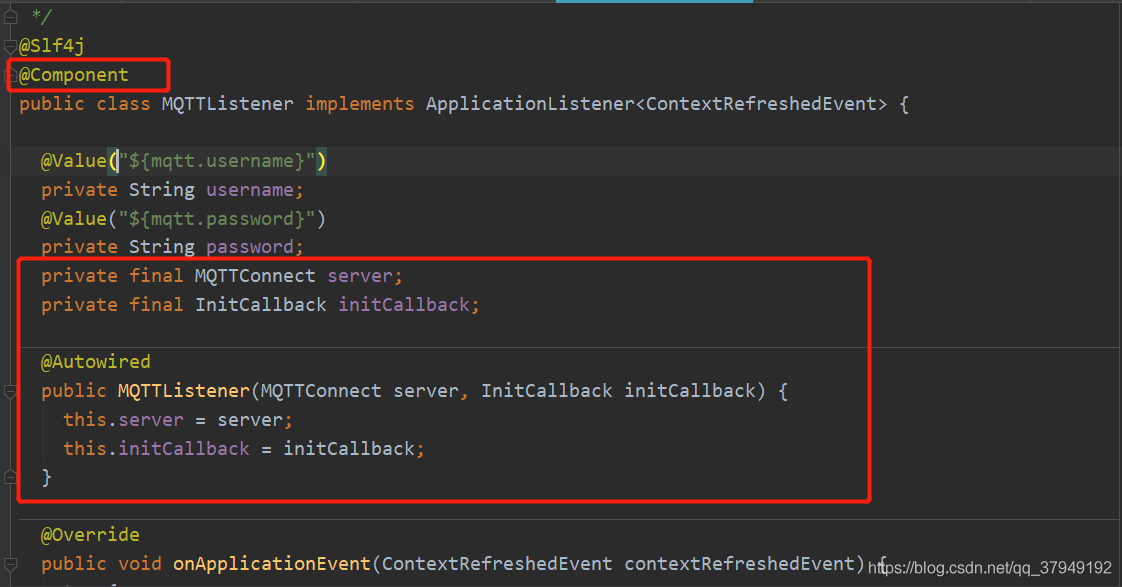 */
@Slf4j
@Component
public class MQTTListener implements ApplicationListener<ContextRefreshedEvent> {
@Value("${mqtt.username}")
private String username;
@Value("${mqtt.password}")
private String password;
private final MQTTConnect server;
private final InitCallback initCallback;
@Autowired
public MQTTListener(MQTTConnect server, InitCallback initCallback) {
this.server = server;
this.initCallback = initCallback;
}
@Override
public void onApplicationEvent(ContextRefreshedEvent contextRefreshedEvent) {
https://blog.csdn.net/qq_37949192